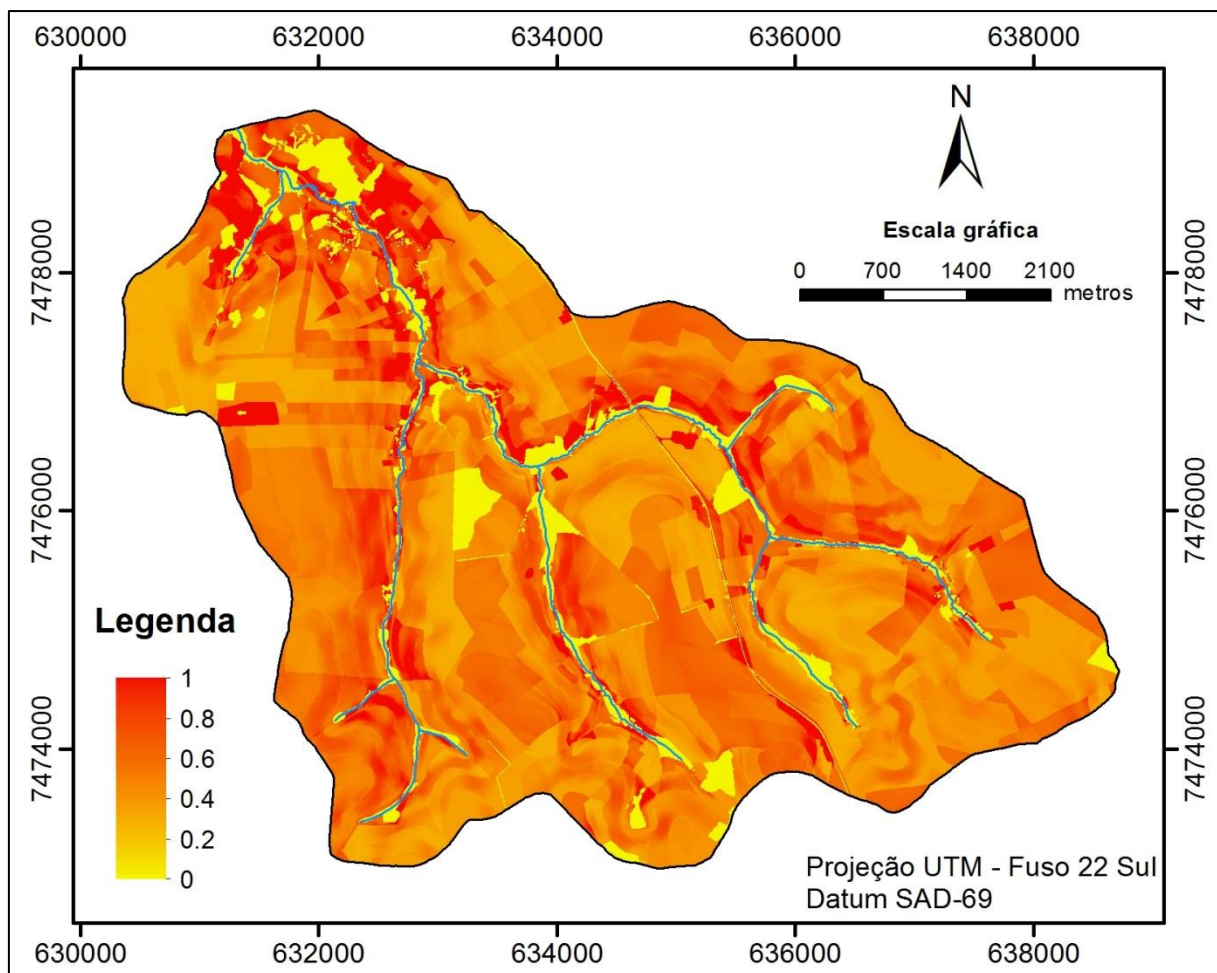 630000 632000 634000 636000 638000
N
Escala gráfica
0 700 1400 2100
metros
7478000 7478000
7476000 7476000
7474000 7474000
Legenda
1
0.8
0.6
0.4
0.2
0
Projeção UTM - Fuso 22 Sul
Datum SAD-69
630000 632000 634000 636000 638000